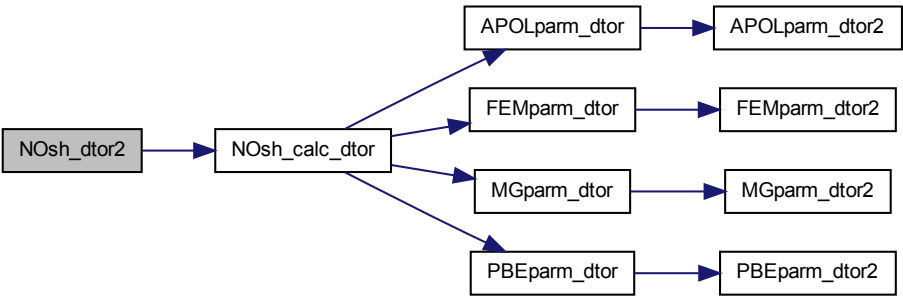 APOLparm_dtor
APOLparm_dtor2
FEMparm_dtor
FEMparm_dtor2
NOsh_dtor2
NOsh_calc_dtor
MGparm_dtor
MGparm_dtor2
PBEparm_dtor
PBEparm_dtor2